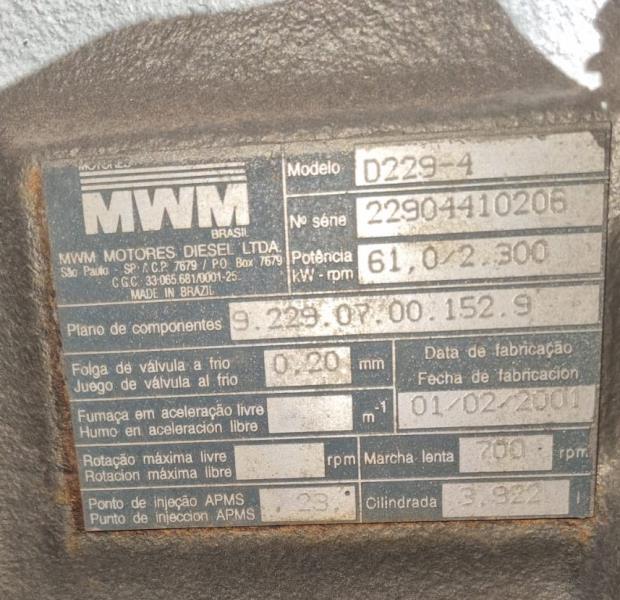 MOTORES
MWM
BRASIL
MWM MOTORES DIESEL LTDA.
São Paulo - SP / C.P. 7679 / P.O. Box 7679
C.G.C. 33.065.681/0001-25
MADE IN BRAZIL
Modelo D229-4
Nº série 22904410206
Potência kW - rpm 61,0/2.300
Plano de componentes 9.229.07.00.152.9
Folga de válvula a frio
Juego de válvula al frio
0,20 mm
Data de fabricação
Fecha de fabricación
01/02/2001
Fumaça em aceleração livre
Humo en aceleración libre
m-1
Rotação máxima livre
Rotacion máxima libre
rpm
Marcha lenta 700 rpm
Ponto de injeção APMS
Punto de inyeccion APMS
23
Cilindrada 3.922 l